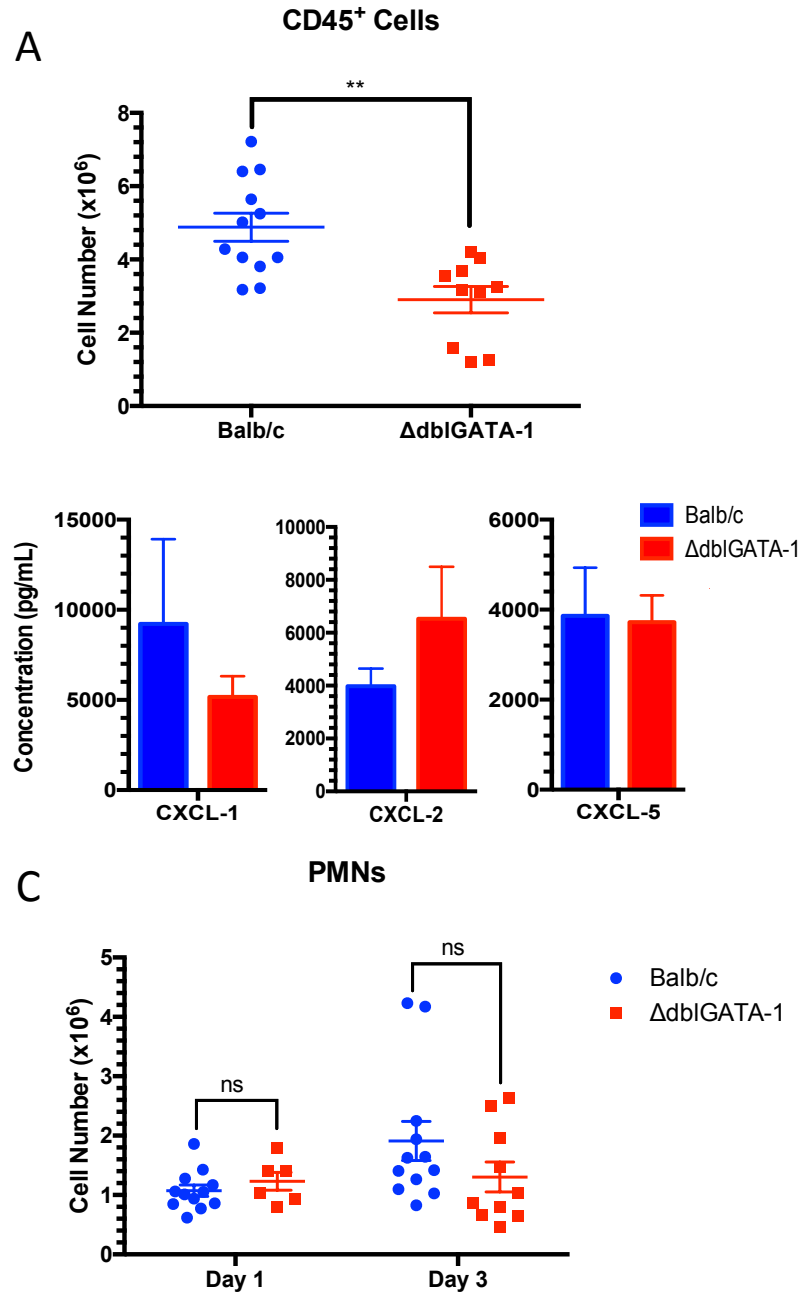 CD45⁺ Cells
A
**
8
6
4
2
0
Cell Number (x10⁶)
Balb/c
ΔdblGATA-1
Balb/c
ΔdblGATA-1
Concentration (pg/mL)
15000
10000
5000
0
CXCL-1
10000
8000
6000
4000
2000
0
CXCL-2
6000
4000
2000
0
CXCL-5
PMNs
C
ns
ns
Balb/c
ΔdblGATA-1
5
4
3
2
1
0
Cell Number (x10⁶)
Day 1
Day 3